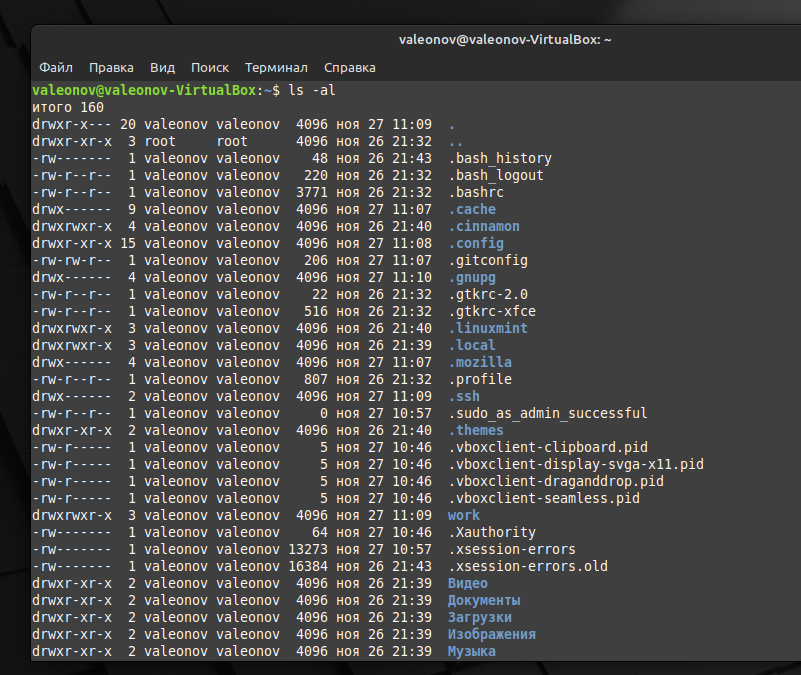 valeonov@valeonov-VirtualBox: ~
Файл Правка Вид Поиск Терминал Справка
valeonov@valeonov-VirtualBox:~$ ls -al
итого 160
drwxr-x--- 20 valeonov valeonov  4096 ноя 27 11:09 .
drwxr-xr-x  3 root     root      4096 ноя 26 21:32 ..
-rw-------  1 valeonov valeonov    48 ноя 26 21:43 .bash_history
-rw-r--r--  1 valeonov valeonov   220 ноя 26 21:32 .bash_logout
-rw-r--r--  1 valeonov valeonov  3771 ноя 26 21:32 .bashrc
drwx------  9 valeonov valeonov  4096 ноя 27 11:07 .cache
drwxrwxr-x  4 valeonov valeonov  4096 ноя 26 21:40 .cinnamon
drwxr-xr-x 15 valeonov valeonov  4096 ноя 27 11:08 .config
-rw-rw-r--  1 valeonov valeonov   206 ноя 27 11:07 .gitconfig
drwx------  4 valeonov valeonov  4096 ноя 27 11:10 .gnupg
-rw-r--r--  1 valeonov valeonov    22 ноя 26 21:32 .gtkrc-2.0
-rw-r--r--  1 valeonov valeonov   516 ноя 26 21:32 .gtkrc-xfce
drwxrwxr-x  3 valeonov valeonov  4096 ноя 26 21:40 .linuxmint
drwxrwxr-x  3 valeonov valeonov  4096 ноя 26 21:39 .local
drwx------  4 valeonov valeonov  4096 ноя 27 11:07 .mozilla
-rw-r--r--  1 valeonov valeonov   807 ноя 26 21:32 .profile
drwx------  2 valeonov valeonov  4096 ноя 27 11:09 .ssh
-rw-r--r--  1 valeonov valeonov     0 ноя 27 10:57 .sudo_as_admin_successful
drwxr-xr-x  2 valeonov valeonov  4096 ноя 26 21:40 .themes
-rw-r-----  1 valeonov valeonov     5 ноя 27 10:46 .vboxclient-clipboard.pid
-rw-r-----  1 valeonov valeonov     5 ноя 27 10:46 .vboxclient-display-svga-x11.pid
-rw-r-----  1 valeonov valeonov     5 ноя 27 10:46 .vboxclient-draganddrop.pid
-rw-r-----  1 valeonov valeonov     5 ноя 27 10:46 .vboxclient-seamless.pid
drwxrwxr-x  3 valeonov valeonov  4096 ноя 27 11:09 work
-rw-------  1 valeonov valeonov    64 ноя 27 10:46 .Xauthority
-rw-------  1 valeonov valeonov 13273 ноя 27 10:57 .xsession-errors
-rw-------  1 valeonov valeonov 16384 ноя 26 21:43 .xsession-errors.old
drwxr-xr-x  2 valeonov valeonov  4096 ноя 26 21:39 Видео
drwxr-xr-x  2 valeonov valeonov  4096 ноя 26 21:39 Документы
drwxr-xr-x  2 valeonov valeonov  4096 ноя 26 21:39 Загрузки
drwxr-xr-x  2 valeonov valeonov  4096 ноя 26 21:39 Изображения
drwxr-xr-x  2 valeonov valeonov  4096 ноя 26 21:39 Музыка